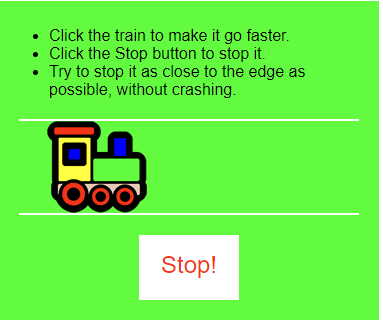 Click the train to make it go faster.
Click the Stop button to stop it.
Try to stop it as close to the edge as
possible, without crashing.
Stop!